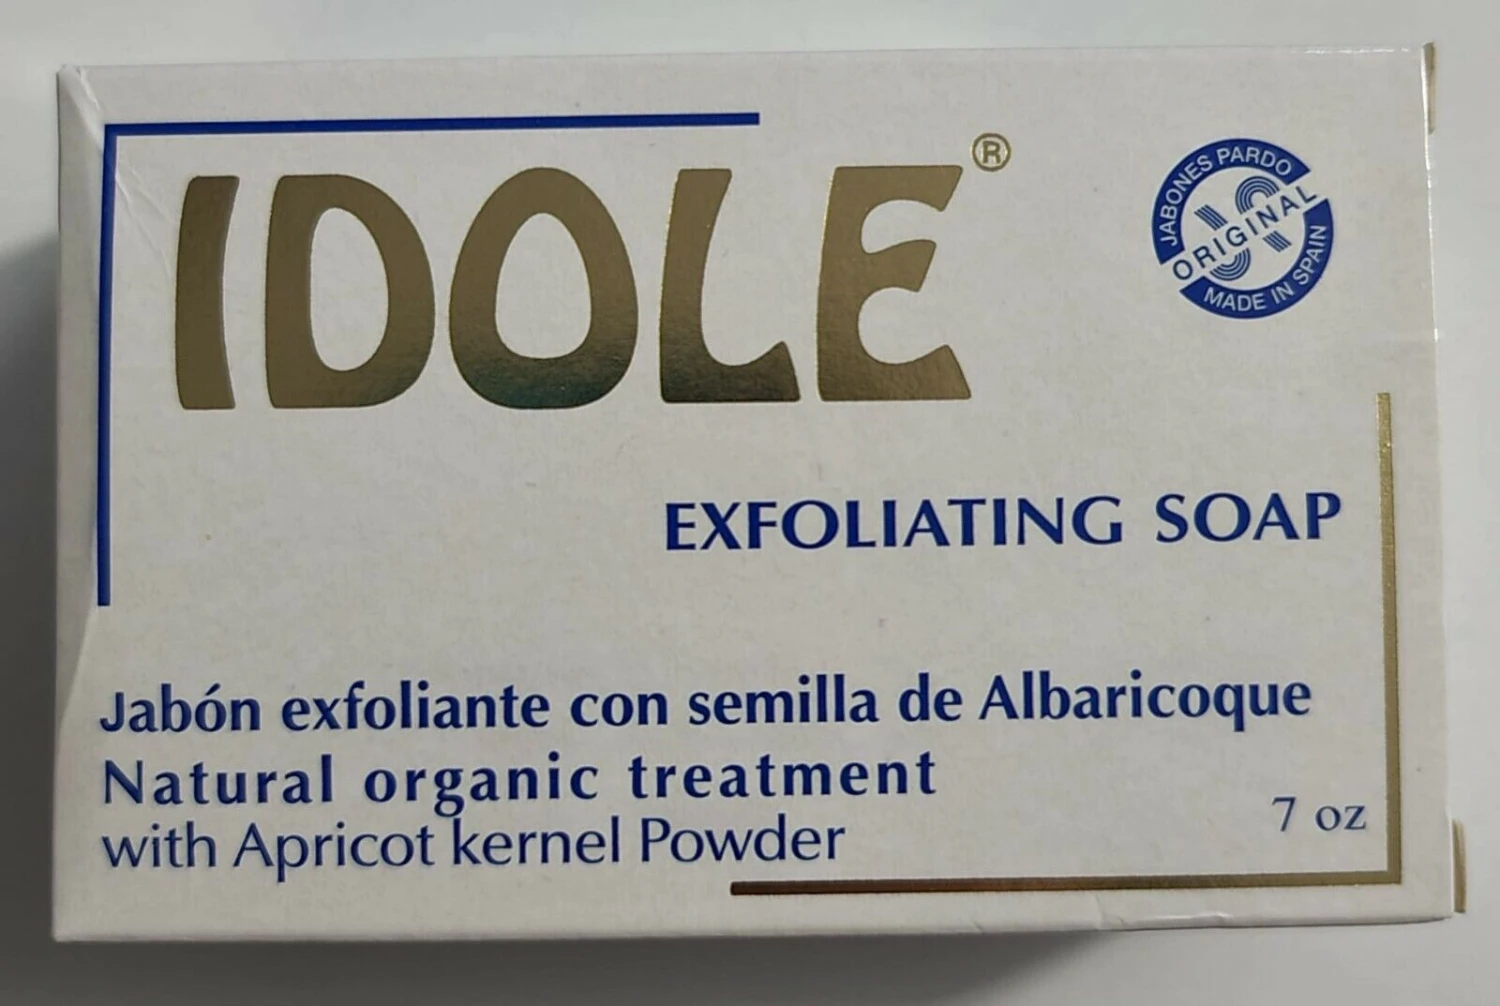 IDOLE®
JABONES PARDO
ORIGINAL
MADE IN SPAIN
EXFOLIATING SOAP
Jabón exfoliante con semilla de Albaricoque
Natural organic treatment
with Apricot kernel Powder
7 oz